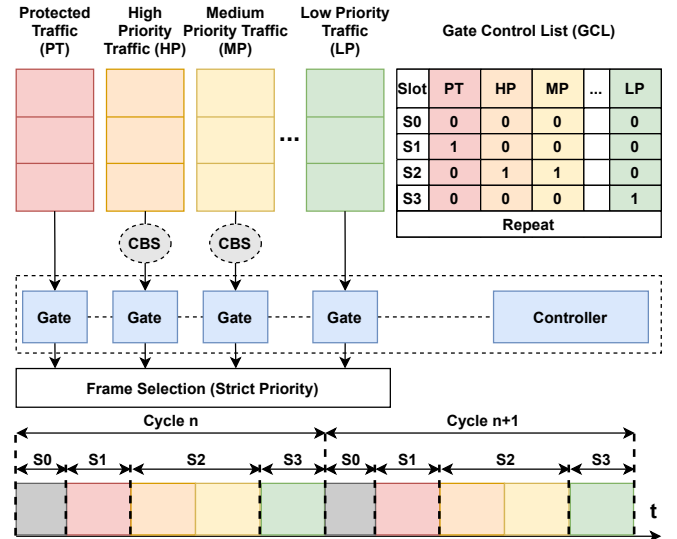 Protected Traffic (PT)
High Priority Traffic (HP)
Medium Priority Traffic (MP)
Low Priority Traffic (LP)
Gate Control List (GCL)
Slot PT HP MP ... LP
S0 0 0 0 0
S1 1 0 0 0
S2 0 1 1 0
S3 0 0 0 1
Repeat
...
CBS CBS
Gate Gate Gate Gate Controller
Frame Selection (Strict Priority)
Cycle n Cycle n+1
S0 S1 S2 S3 S0 S1 S2 S3
t